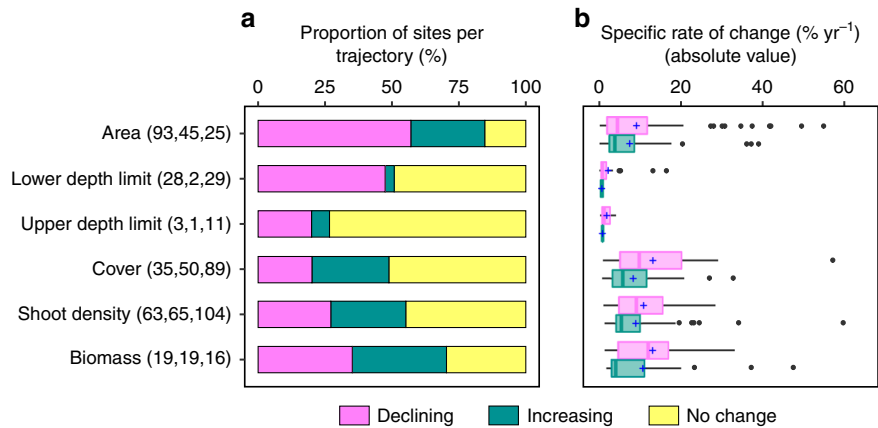 a
Proportion of sites per
trajectory (%)
0 25 50 75 100
b
Specific rate of change (% yr⁻¹)
(absolute value)
0 20 40 60
Area (93,45,25)
Lower depth limit (28,2,29)
Upper depth limit (3,1,11)
Cover (35,50,89)
Shoot density (63,65,104)
Biomass (19,19,16)
Declining Increasing No change